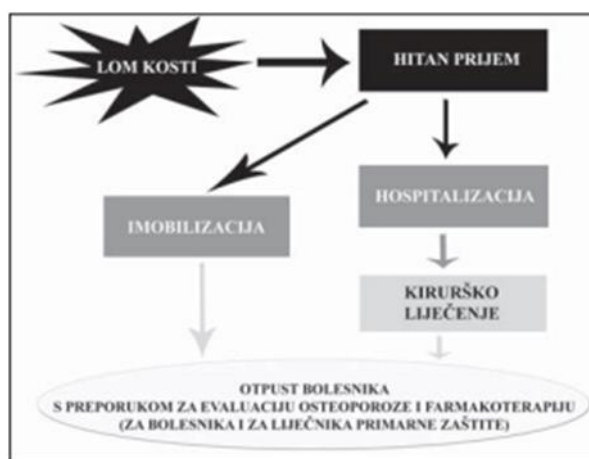 LOM KOSTI
HITAN PRIJEM
IMOBILIZACIJA
HOSPITALIZACIJA
KIRURŠKO
LIJEČENJE
OTPUST BOLESNIKA
S PREPORUKOM ZA EVALUACIJU OSTEOPOROZE I FARMAKOTERAPIJU
(ZA BOLESNIKA I ZA LIJEČNIKA PRIMARNE ZAŠTITE)